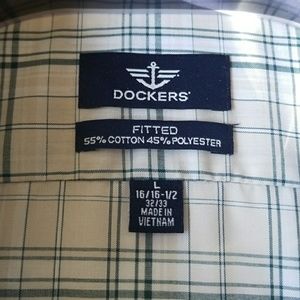 DOCKERS®
FITTED
55% COTTON 45% POLYESTER
L
16/16-1/2
32/33
MADE IN
VIETNAM